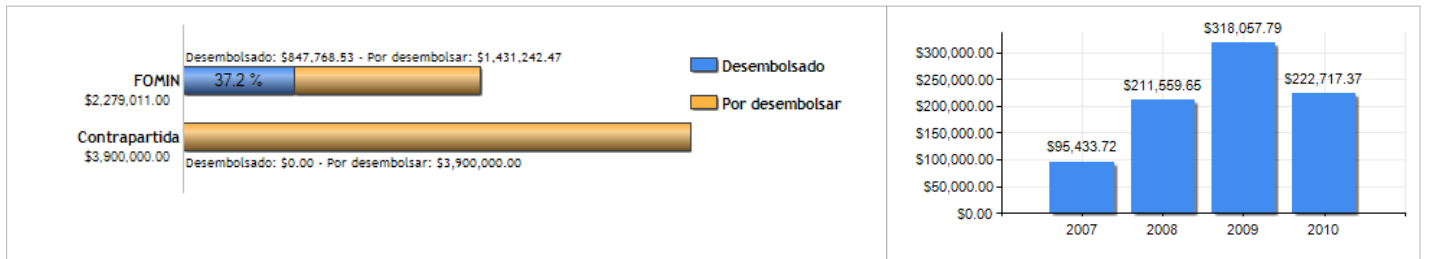 Desembolsado: $847,768.53 - Por desembolsar: $1,431,242.47
FOMIN
37.2 %
$2,279,011.00
Contrapartida
$3,900,000.00
Desembolsado: $0.00 - Por desembolsar: $3,900,000.00
Desembolsado
Por desembolsar
$318,057.79
$300,000.00
$250,000.00
$211,559.65
$222,717.37
$200,000.00
$150,000.00
$95,433.72
$100,000.00
$50,000.00
$0.00
2007 2008 2009 2010